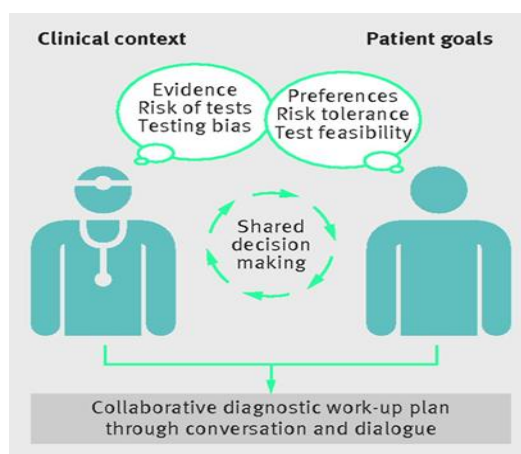 Clinical context
Patient goals
Evidence
Risk of tests
Testing bias
Preferences
Risk tolerance
Test feasibility
Shared
decision
making
Collaborative diagnostic work-up plan
through conversation and dialogue